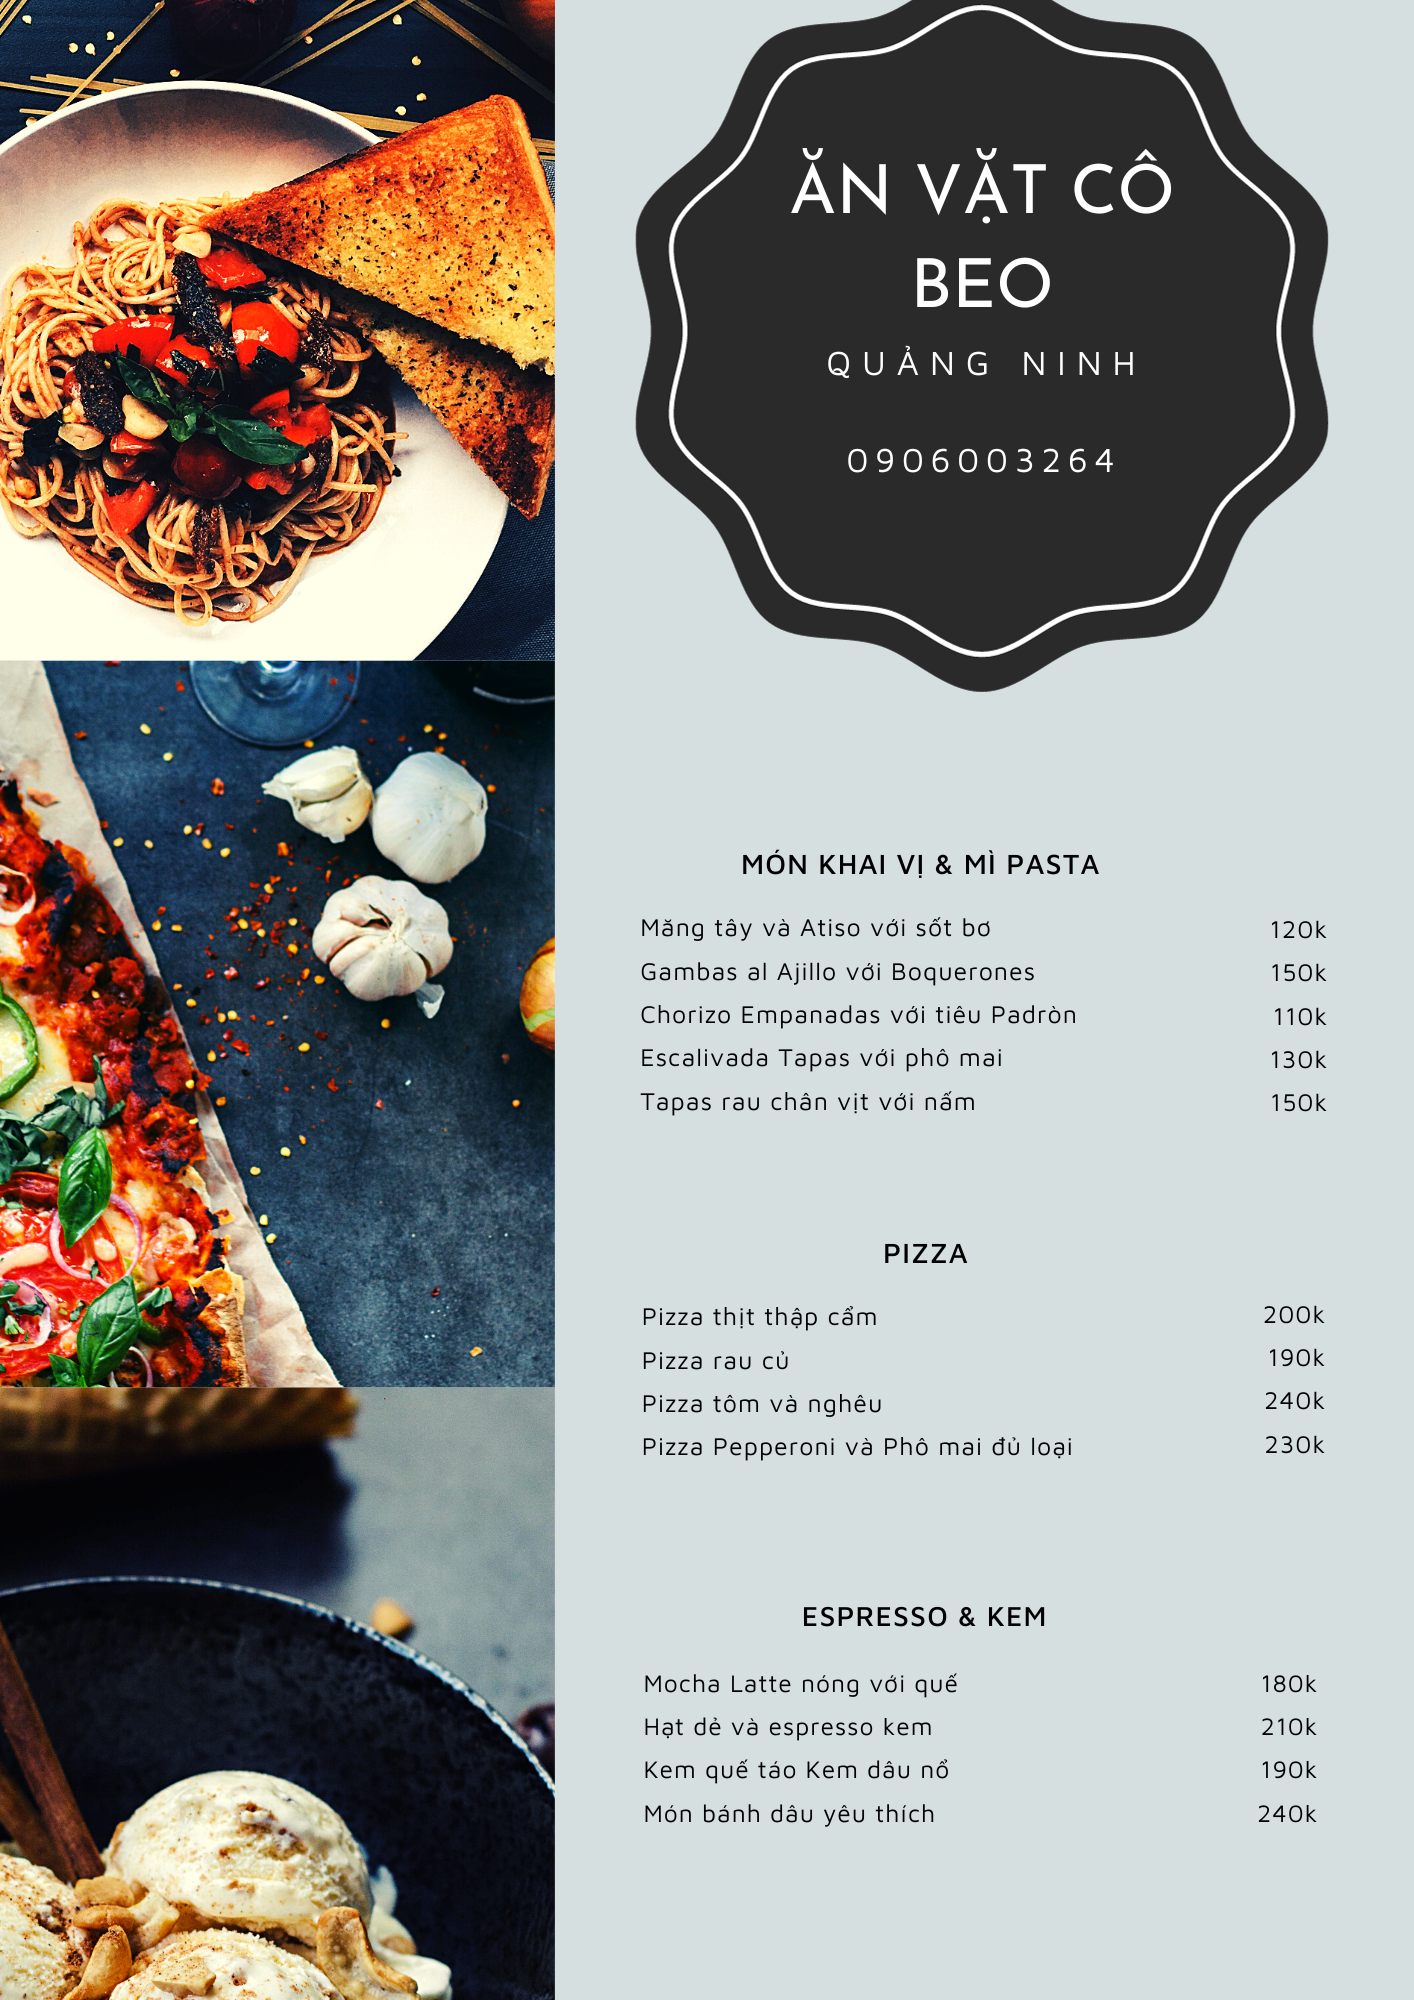 ĂN VẶT CÔ
BEO
QUẢNG NINH
0906003264
MÓN KHAI VỊ & MÌ PASTA
Măng tây và Atiso với sốt bơ 120k
Gambas al Ajillo với Boquerones 150k
Chorizo Empanadas với tiêu Padròn 110k
Escalivada Tapas với phô mai 130k
Tapas rau chân vịt với nấm 150k
PIZZA
Pizza thịt thập cẩm 200k
Pizza rau củ 190k
Pizza tôm và nghêu 240k
Pizza Pepperoni và Phô mai đủ loại 230k
ESPRESSO & KEM
Mocha Latte nóng với quế 180k
Hạt dẻ và espresso kem 210k
Kem quế táo Kem dâu nổ 190k
Món bánh dâu yêu thích 240k